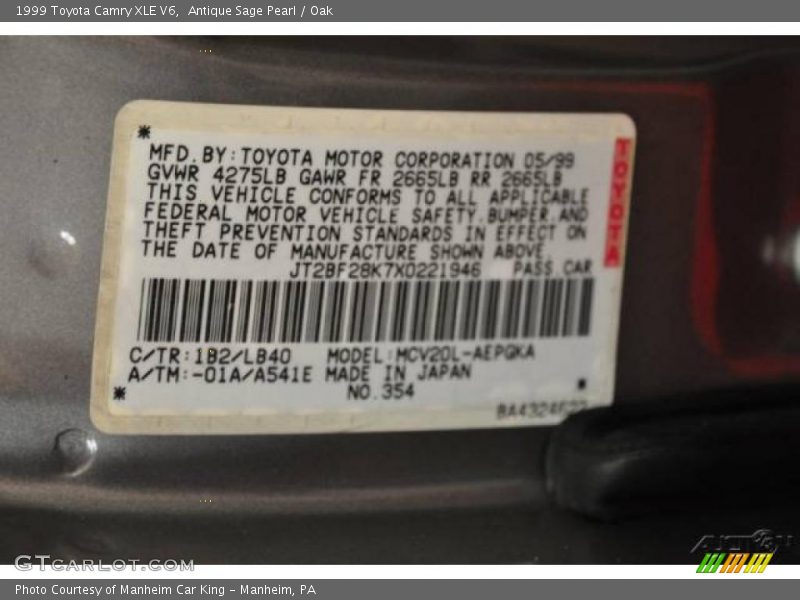 1999 Toyota Camry XLE V6,  Antique Sage Pearl / Oak
MFD. BY: TOYOTA MOTOR CORPORATION 05/99
GVWR 4275LB GAWR FR 2665LB RR 2665LB
THIS VEHICLE CONFORMS TO ALL APPLICABLE
FEDERAL MOTOR VEHICLE SAFETY, BUMPER, AND
THEFT PREVENTION STANDARDS IN EFFECT ON
THE DATE OF MANUFACTURE SHOWN ABOVE.
JT2BF28K7X0221946 PASS. CAR
TOYOTA
C/TR: 1B2/LB40 MODEL: MCV20L-AEPGKA
A/TM: -01A/A541E MADE IN JAPAN
NO. 354
GTCARLOT.COM
Photo Courtesy of Manheim Car King - Manheim, PA